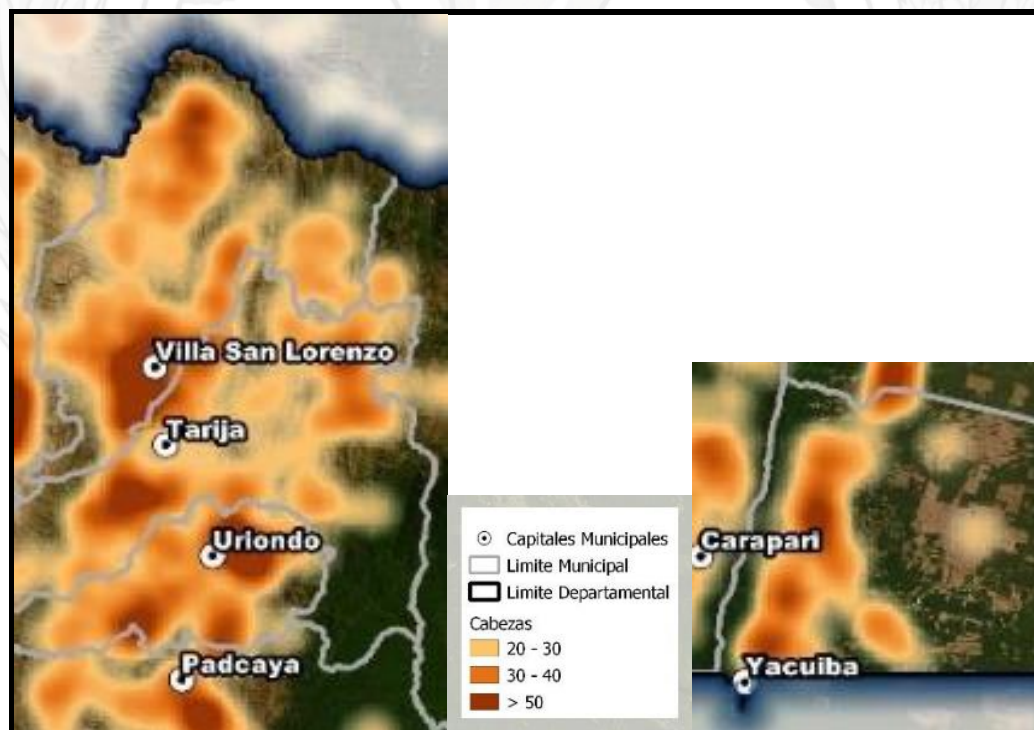 Villa San Lorenzo
Tarija
Uriondo
Padcaya
Capitales Municipales
Limite Municipal
Limite Departamental
Cabezas
20 - 30
30 - 40
> 50
Carapari
Yacuiba